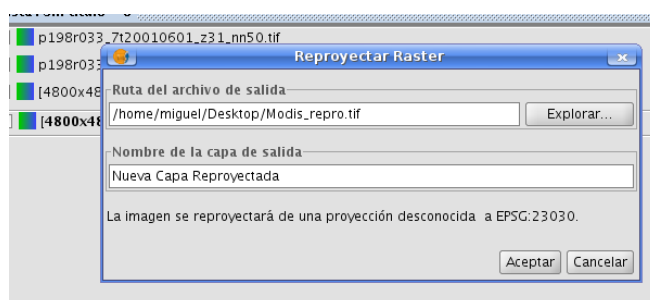 p198r033_7t20010601_z31_nn50.tif
Reproyectar Raster
p198r033
[4800x48
[4800x48
Ruta del archivo de salida
/home/miguel/Desktop/Modis_repro.tif
Explorar...
Nombre de la capa de salida
Nueva Capa Reproyectada
La imagen se reproyectará de una proyección desconocida a EPSG:23030.
Aceptar
Cancelar